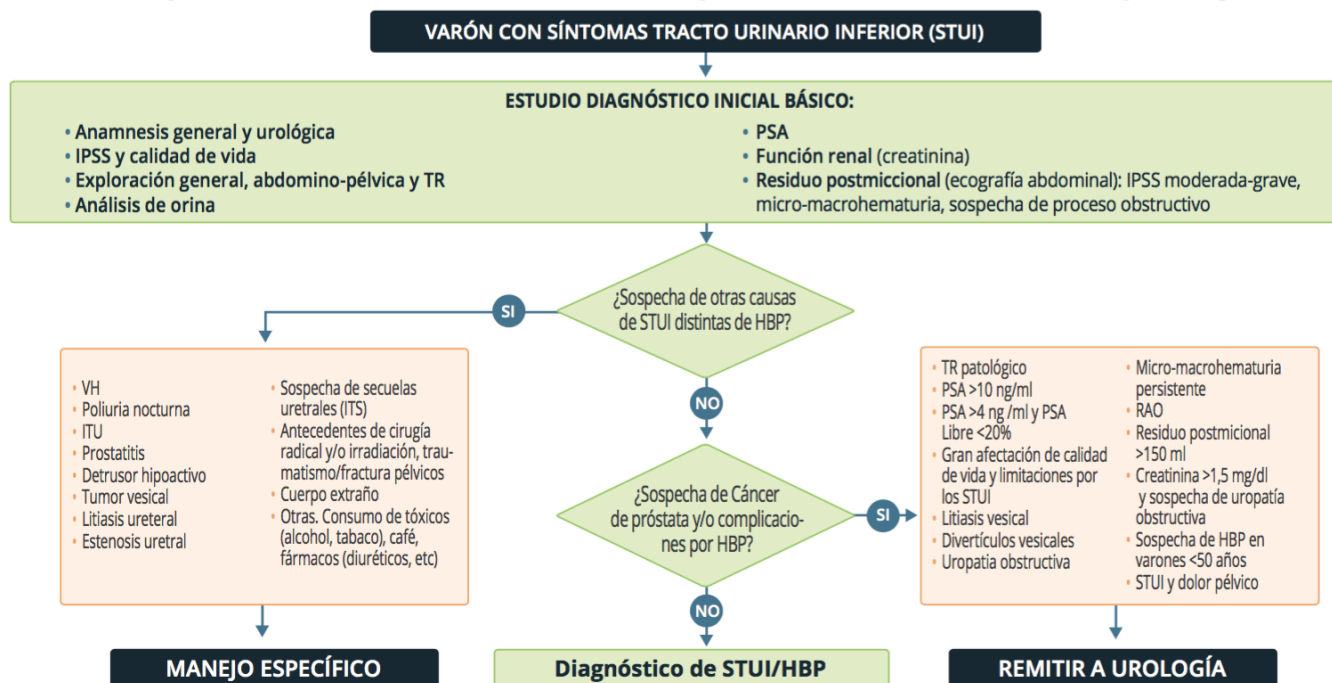 VARÓN CON SÍNTOMAS TRACTO URINARIO INFERIOR (STUI)
ESTUDIO DIAGNÓSTICO INICIAL BÁSICO:
• Anamnesis general y urológica
• IPSS y calidad de vida
• Exploración general, abdomino-pélvica y TR
• Análisis de orina
• PSA
• Función renal (creatinina)
• Residuo postmiccional (ecografía abdominal): IPSS moderada-grave,
micro-macrohematuria, sospecha de proceso obstructivo
¿Sospecha de otras causas
de STUI distintas de HBP?
SI
• VH
• Poliuria nocturna
• ITU
• Prostatitis
• Detrusor hipoactivo
• Tumor vesical
• Litiasis ureteral
• Estenosis uretral
• Sospecha de secuelas
uretrales (ITS)
• Antecedentes de cirugía
radical y/o irradiación, trau-
matismo/fractura pélvicos
• Cuerpo extraño
• Otras. Consumo de tóxicos
(alcohol, tabaco), café,
fármacos (diuréticos, etc)
MANEJO ESPECÍFICO
NO
¿Sospecha de Cáncer
de próstata y/o complicacio-
nes por HBP?
SI
• TR patológico
• PSA >10 ng/ml
• PSA >4 ng /ml y PSA
Libre <20%
• Gran afectación de calidad
de vida y limitaciones por
los STUI
• Litiasis vesical
• Divertículos vesicales
• Uropatia obstructiva
• Micro-macrohematuria
persistente
• RAO
• Residuo postmicional
>150 ml
• Creatinina >1,5 mg/dl
y sospecha de uropatía
obstructiva
• Sospecha de HBP en
varones <50 años
• STUI y dolor pélvico
REMITIR A UROLOGÍA
NO
Diagnóstico de STUI/HBP